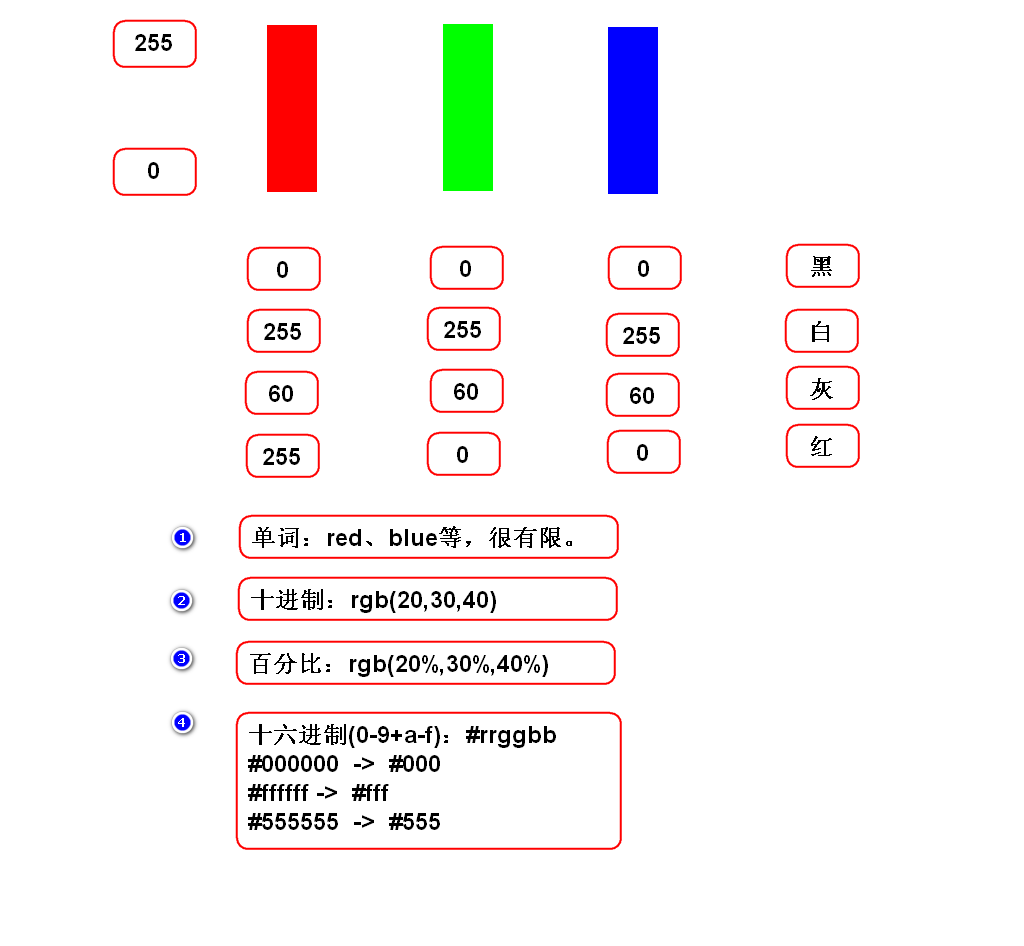 255
0
0 0 0 黑
255 255 255 白
60 60 60 灰
255 0 0 红
1 单词：red、blue等，很有限。
2 十进制：rgb(20,30,40)
3 百分比：rgb(20%,30%,40%)
4 十六进制(0-9+a-f)：#rrggbb
#000000 -> #000
#ffffff -> #fff
#555555 -> #555